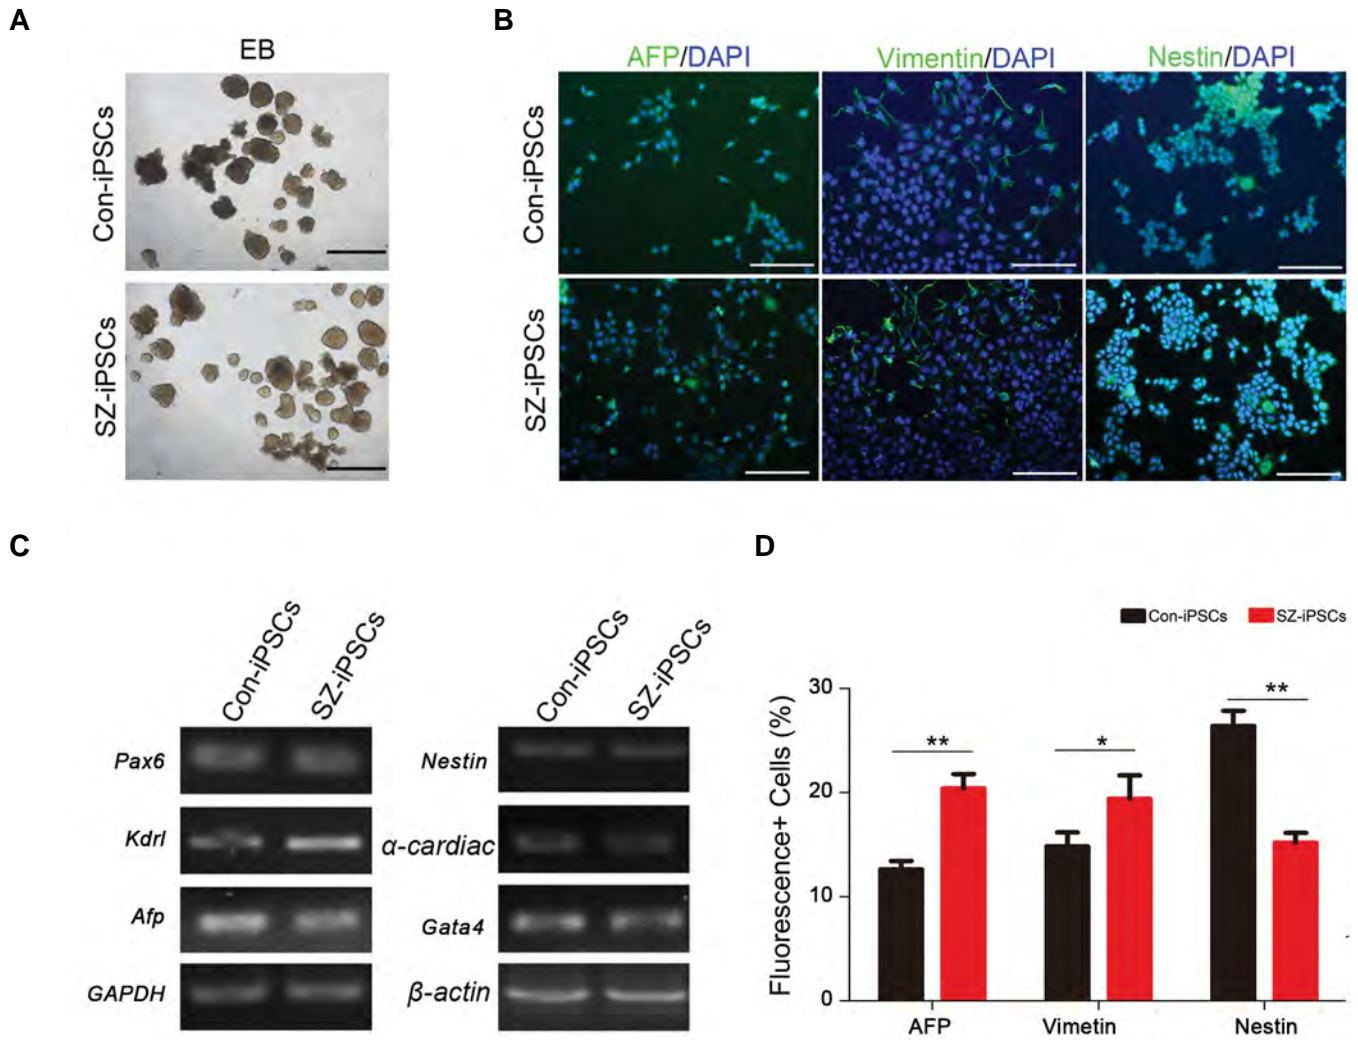 A
EB
Con-iPSCs
SZ-iPSCs
B
AFP/DAPI
Vimentin/DAPI
Nestin/DAPI
Con-iPSCs
SZ-iPSCs
C
Con-iPSCs
SZ-iPSCs
Con-iPSCs
SZ-iPSCs
Pax6
Kdrl
Afp
GAPDH
Nestin
α-cardiac
Gata4
β-actin
D
Con-iPSCs
SZ-iPSCs
Fluorescence+ Cells (%)
30
20
10
0
**
*
**
AFP
Vimetin
Nestin